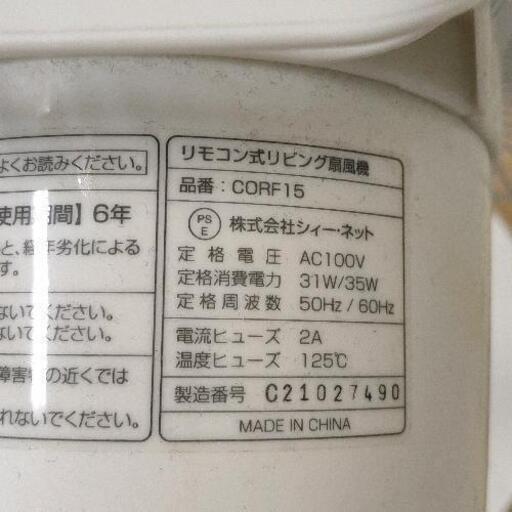 よくお読みください。
使用期間】6年
と、経年劣化による
す。
ないでください。
ないでください。
障害物の近くでは
れないでください。
リモコン式リビング扇風機
品番：CORF15
PS E 株式会社シィー・ネット
定格電圧 AC100V
定格消費電力 31W/35W
定格周波数 50Hz / 60Hz
電流ヒューズ 2A
温度ヒューズ 125℃
製造番号 C21027490
MADE IN CHINA